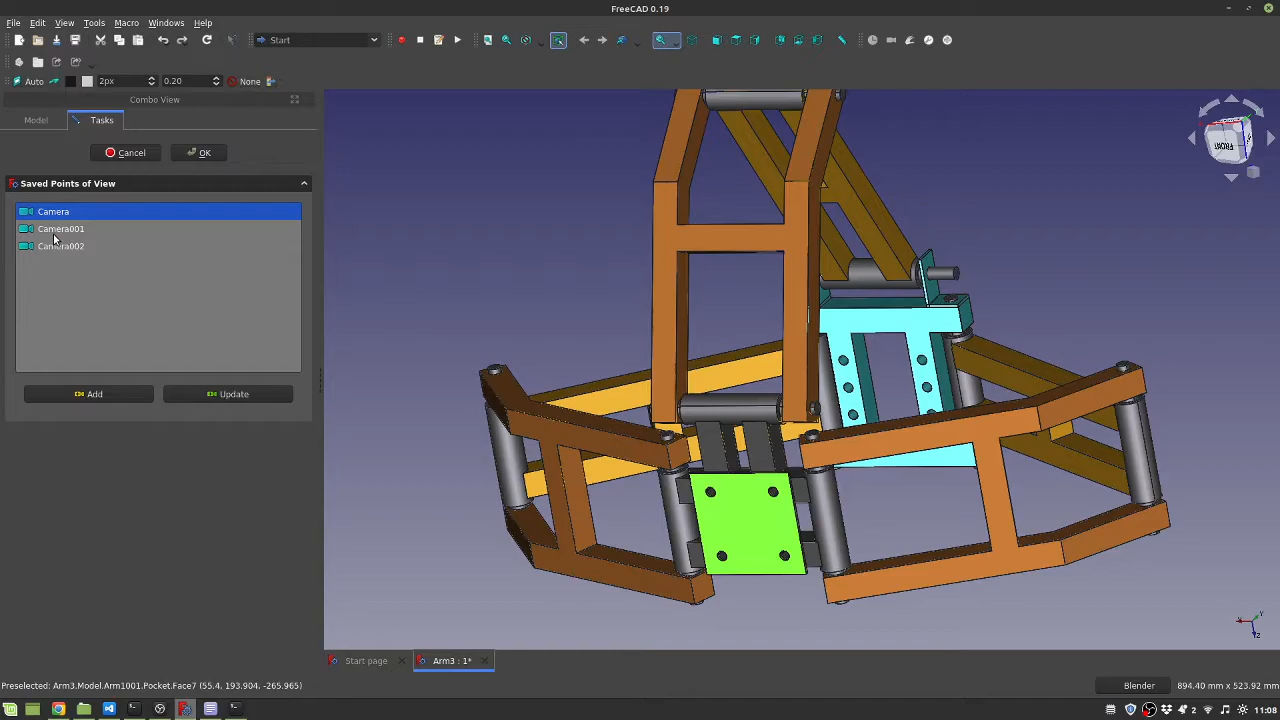 FreeCAD 0.19
File Edit View Tools Macro Windows Help
Start
Auto 2px 0.20 None
Combo View
Model Tasks
Cancel OK
Saved Points of View
Camera
Camera001
Camera002
Add Update
FRONT
X Y Z
Start page Arm3 : 1*
Preselected: Arm3.Model.Arm1001.Pocket.Face7 (55.4, 193.904, -265.965) Blender 894.40 mm x 523.92 mm
2 11:08